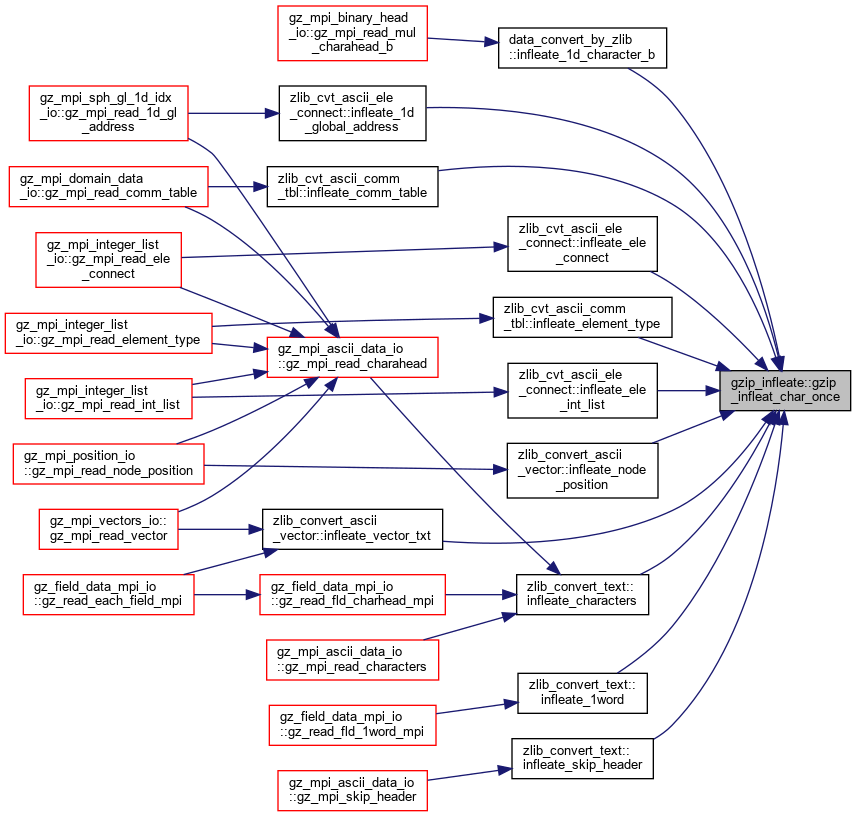 gz_mpi_binary_head
_io::gz_mpi_read_mul
_charahead_b
data_convert_by_zlib
::infleate_1d_character_b
gz_mpi_sph_gl_1d_idx
_io::gz_mpi_read_1d_gl
_address
zlib_cvt_ascii_ele
_connect::infleate_1d
_global_address
gz_mpi_domain_data
_io::gz_mpi_read_comm_table
zlib_cvt_ascii_comm
_tbl::infleate_comm_table
gz_mpi_integer_list
_io::gz_mpi_read_ele
_connect
zlib_cvt_ascii_ele
_connect::infleate_ele
_connect
gz_mpi_integer_list
_io::gz_mpi_read_element_type
zlib_cvt_ascii_comm
_tbl::infleate_element_type
gz_mpi_ascii_data_io
::gz_mpi_read_charahead
gz_mpi_integer_list
_io::gz_mpi_read_int_list
zlib_cvt_ascii_ele
_connect::infleate_ele
_int_list
gzip_infleate::gzip
_infleat_char_once
gz_mpi_position_io
::gz_mpi_read_node_position
zlib_convert_ascii
_vector::infleate_node
_position
gz_mpi_vectors_io::
gz_mpi_read_vector
zlib_convert_ascii
_vector::infleate_vector_txt
gz_field_data_mpi_io
::gz_read_each_field_mpi
gz_field_data_mpi_io
::gz_read_fld_charhead_mpi
zlib_convert_text::
infleate_characters
gz_mpi_ascii_data_io
::gz_mpi_read_characters
zlib_convert_text::
infleate_1word
gz_field_data_mpi_io
::gz_read_fld_1word_mpi
zlib_convert_text::
infleate_skip_header
gz_mpi_ascii_data_io
::gz_mpi_skip_header